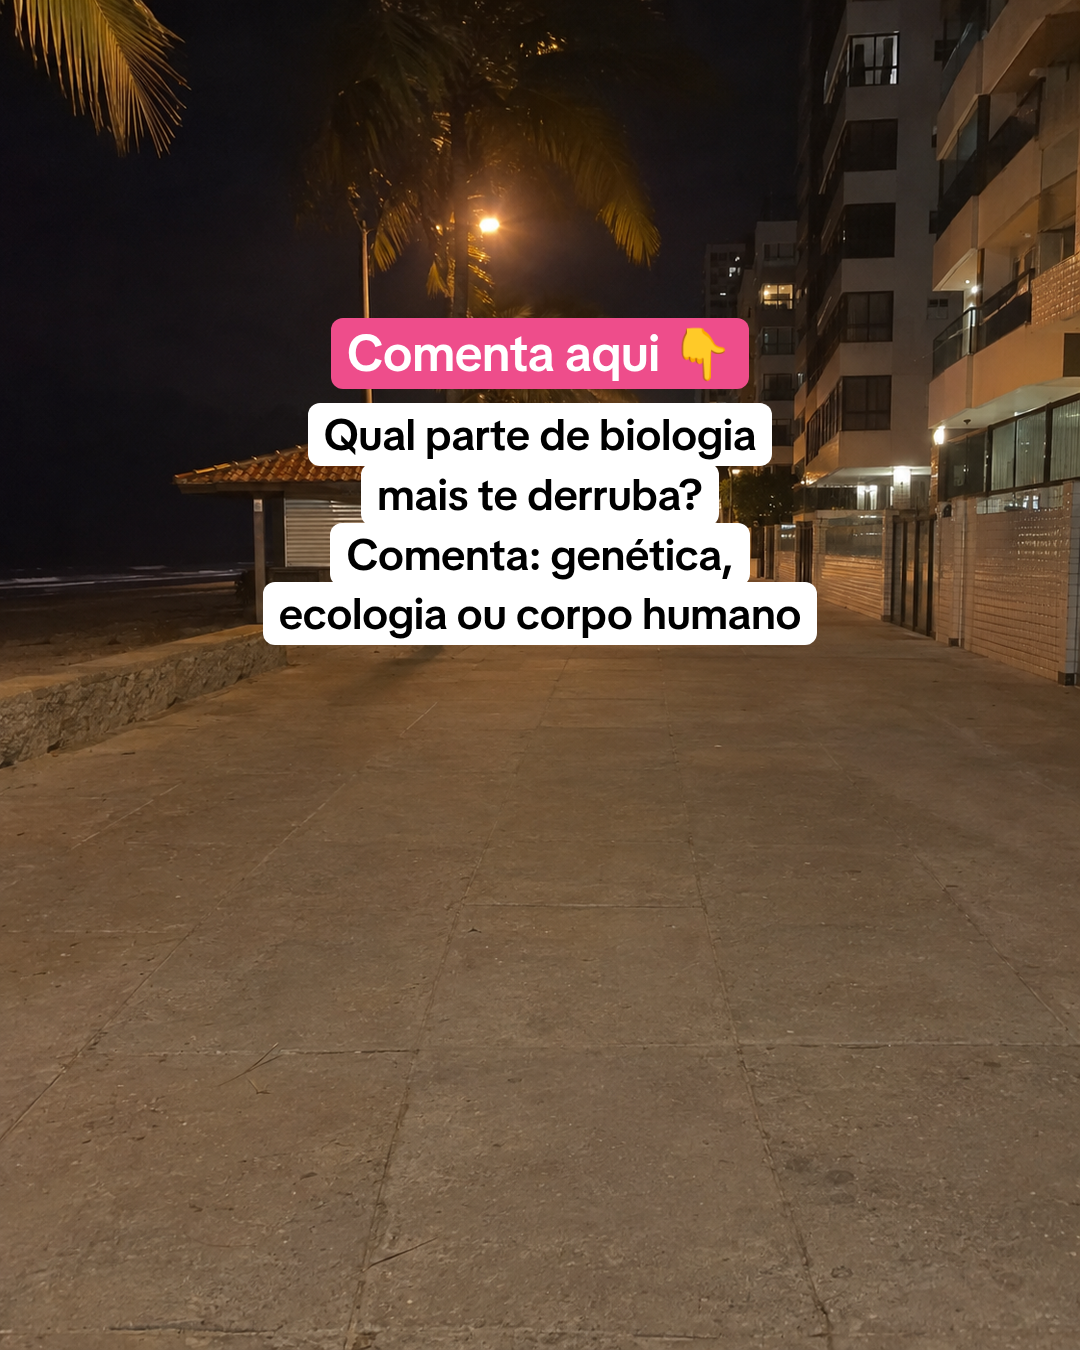 Comenta aqui 👇
Qual parte de biologia
mais te derruba?
Comenta: genética,
ecologia ou corpo humano